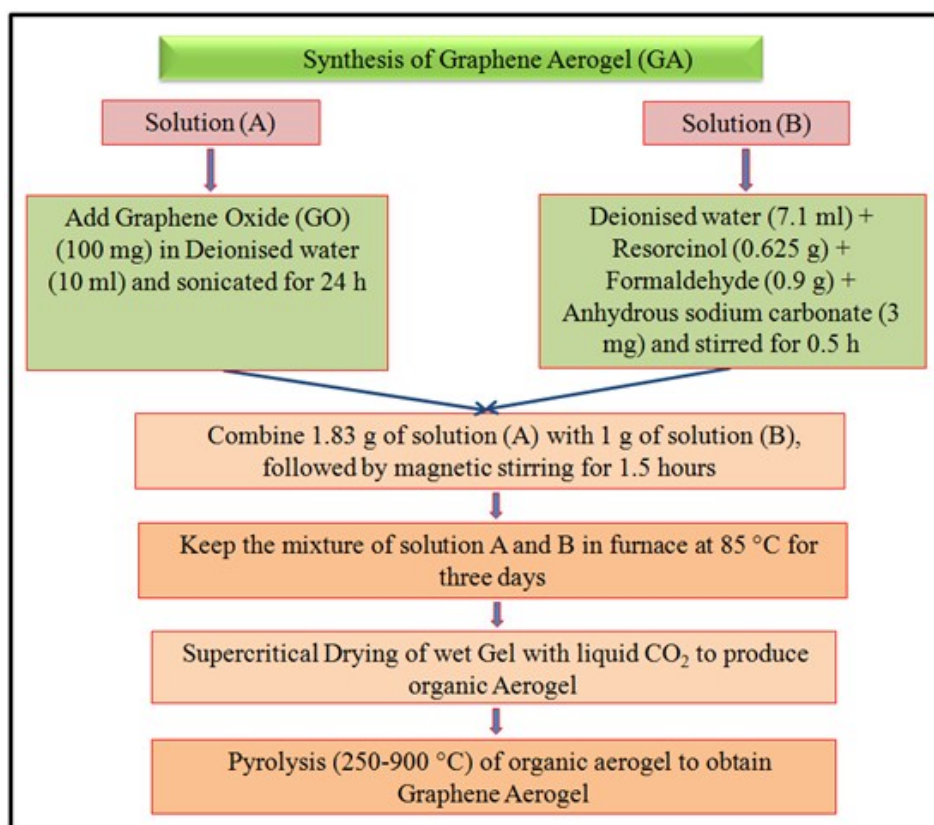 Synthesis of Graphene Aerogel (GA)
Solution (A)
Solution (B)
Add Graphene Oxide (GO)
(100 mg) in Deionised water
(10 ml) and sonicated for 24 h
Deionised water (7.1 ml) +
Resorcinol (0.625 g) +
Formaldehyde (0.9 g) +
Anhydrous sodium carbonate (3
mg) and stirred for 0.5 h
Combine 1.83 g of solution (A) with 1 g of solution (B),
followed by magnetic stirring for 1.5 hours
Keep the mixture of solution A and B in furnace at 85 °C for
three days
Supercritical Drying of wet Gel with liquid CO₂ to produce
organic Aerogel
Pyrolysis (250-900 °C) of organic aerogel to obtain
Graphene Aerogel